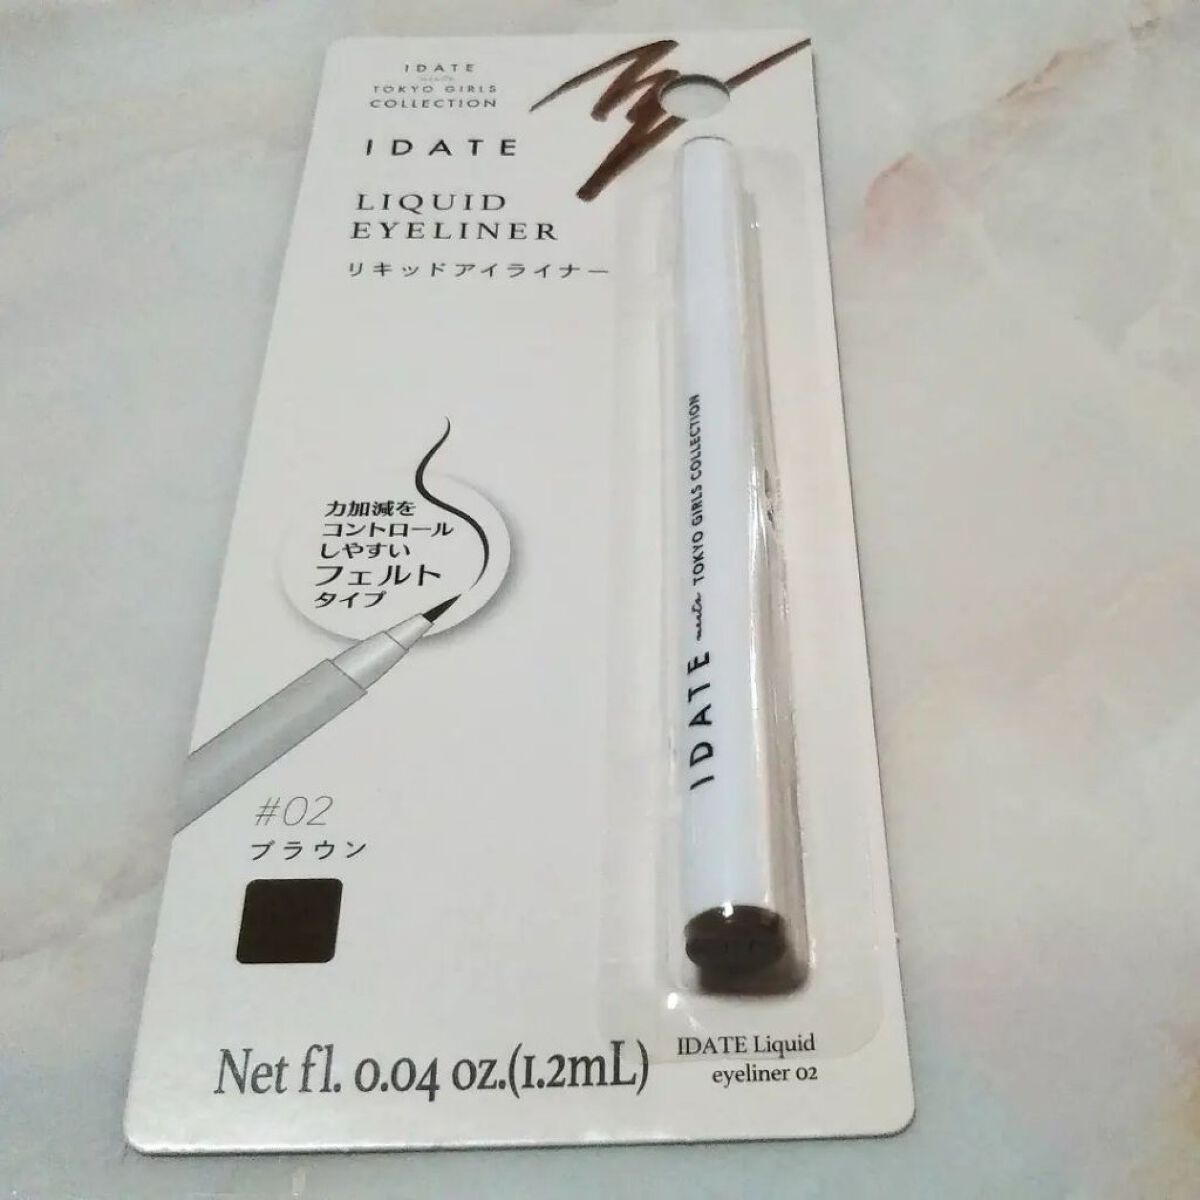 IDATE
meets
TOKYO GIRLS
COLLECTION
IDATE
LIQUID
EYELINER
リキッドアイライナー
力加減を
コントロール
しやすい
フェルト
タイプ
#02
ブラウン
IDATE meets TOKYO GIRLS COLLECTION
Net fl. 0.04 oz.(1.2mL)
IDATE Liquid
eyeliner 02